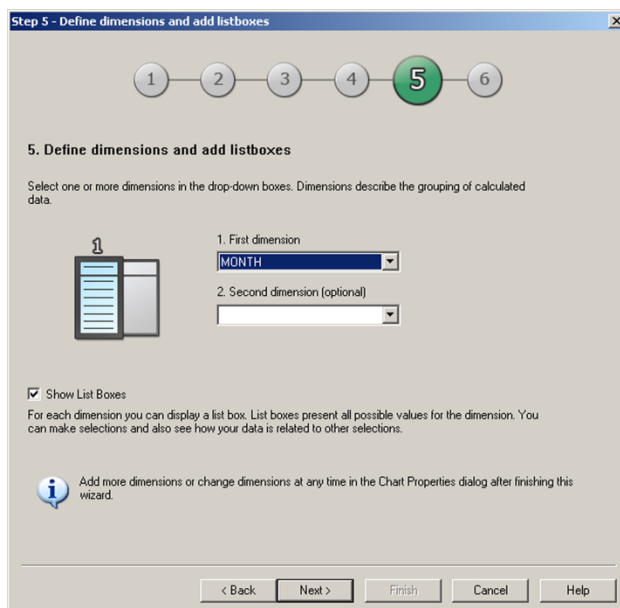 Step 5 - Define dimensions and add listboxes
1 2 3 4 5 6
5. Define dimensions and add listboxes
Select one or more dimensions in the drop-down boxes. Dimensions describe the grouping of calculated
data.
1
1. First dimension
MONTH
2. Second dimension (optional)
Show List Boxes
For each dimension you can display a list box. List boxes present all possible values for the dimension. You
can make selections and also see how your data is related to other selections.
Add more dimensions or change dimensions at any time in the Chart Properties dialog after finishing this
wizard.
< Back Next > Finish Cancel Help